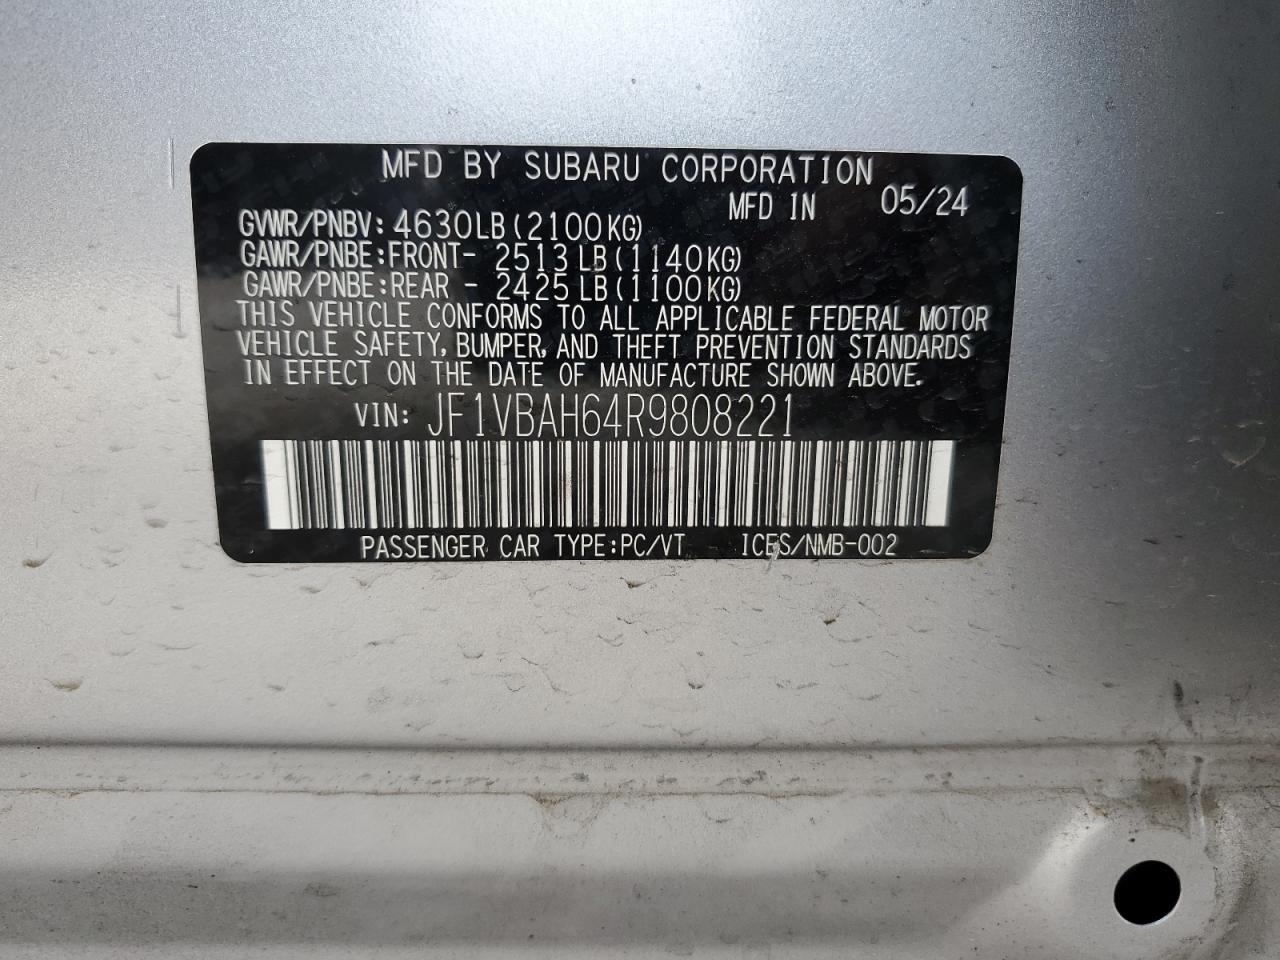 MFD BY SUBARU CORPORATION
MFD IN 05/24
GVWR/PNBV: 4630LB(2100KG)
GAWR/PNBE:FRONT- 2513LB(1140KG)
GAWR/PNBE:REAR - 2425LB(1100KG)
THIS VEHICLE CONFORMS TO ALL APPLICABLE FEDERAL MOTOR
VEHICLE SAFETY, BUMPER, AND THEFT PREVENTION STANDARDS
IN EFFECT ON THE DATE OF MANUFACTURE SHOWN ABOVE.
VIN: JF1VBAH64R9808221
PASSENGER CAR TYPE:PC/VT ICES/NMB-002